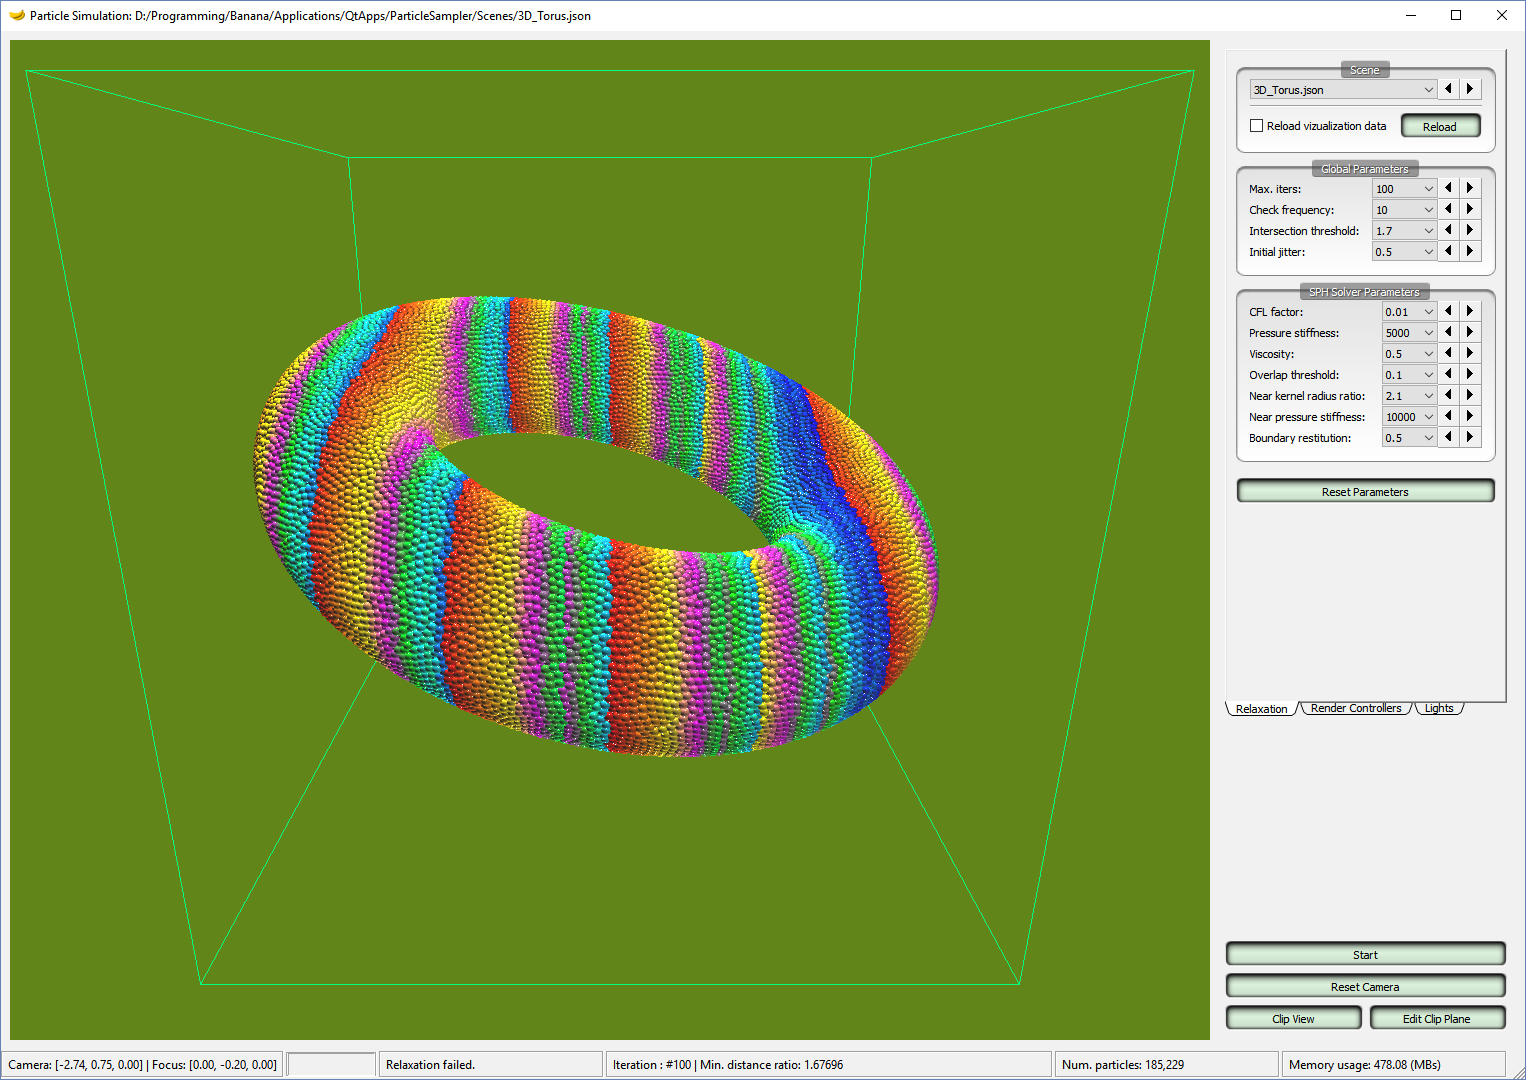 Particle Simulation: D:/Programming/Banana/Applications/QtApps/ParticleSampler/Scenes/3D_Torus.json
Scene
3D_Torus.json
Reload vizualization data
Reload
Global Parameters
Max. iters: 100
Check frequency: 10
Intersection threshold: 1.7
Initial jitter: 0.5
SPH Solver Parameters
CFL factor: 0.01
Pressure stiffness: 5000
Viscosity: 0.5
Overlap threshold: 0.1
Near kernel radius ratio: 2.1
Near pressure stiffness: 10000
Boundary restitution: 0.5
Reset Parameters
Relaxation Render Controllers Lights
Start
Reset Camera
Clip View Edit Clip Plane
Camera: [-2.74, 0.75, 0.00] | Focus: [0.00, -0.20, 0.00] Relaxation failed. Iteration : #100 | Min. distance ratio: 1.67696 Num. particles: 185,229 Memory usage: 478.08 (MBs)